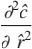 ∂²ĉ
∂ r̂²